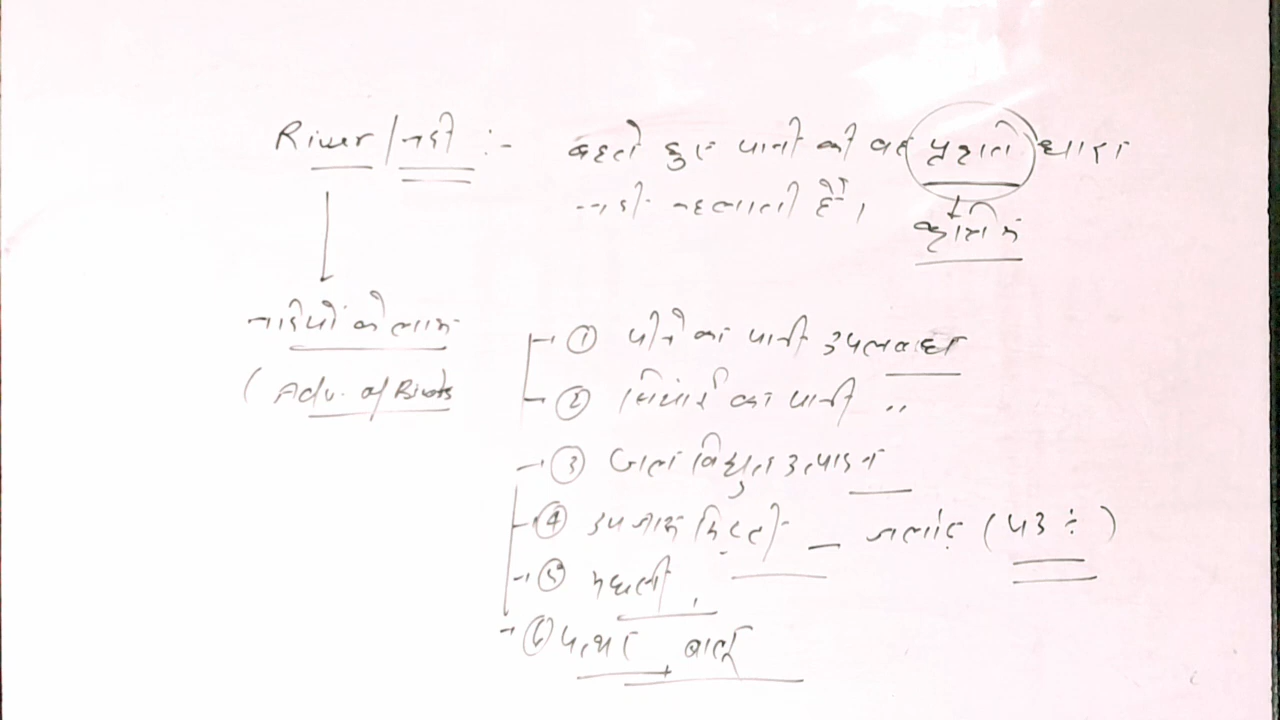 River / नदी :- बहते हुए पानी की वह धारा
नदी कहलाती है।
नदियों के लाभ
(Adv. of Rivers
① पीने का पानी उपलब्धता
② सिंचाई का पानी "
③ जल विद्युत उत्पादन
④ उपजाऊ मिट्टी - जलोढ़ (43 %)
⑤ मछली,
⑥ पत्थर, बालू